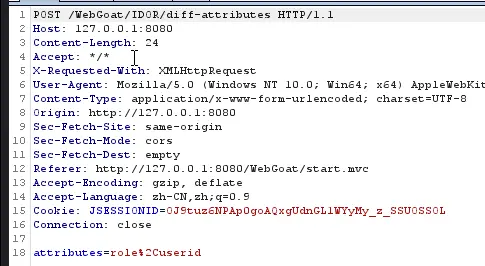 1 POST /WebGoat/IDOR/diff-attributes HTTP/1.1
2 Host: 127.0.0.1:8080
3 Content-Length: 24
4 Accept: */*
5 X-Requested-With: XMLHttpRequest
6 User-Agent: Mozilla/5.0 (Windows NT 10.0; Win64; x64) AppleWebKit
7 Content-Type: application/x-www-form-urlencoded; charset=UTF-8
8 Origin: http://127.0.0.1:8080
9 Sec-Fetch-Site: same-origin
10 Sec-Fetch-Mode: cors
11 Sec-Fetch-Dest: empty
12 Referer: http://127.0.0.1:8080/WebGoat/start.mvc
13 Accept-Encoding: gzip, deflate
14 Accept-Language: zh-CN,zh;q=0.9
15 Cookie: JSESSIONID=
16 Connection: close
17
18 attributes=role%2Cuserid